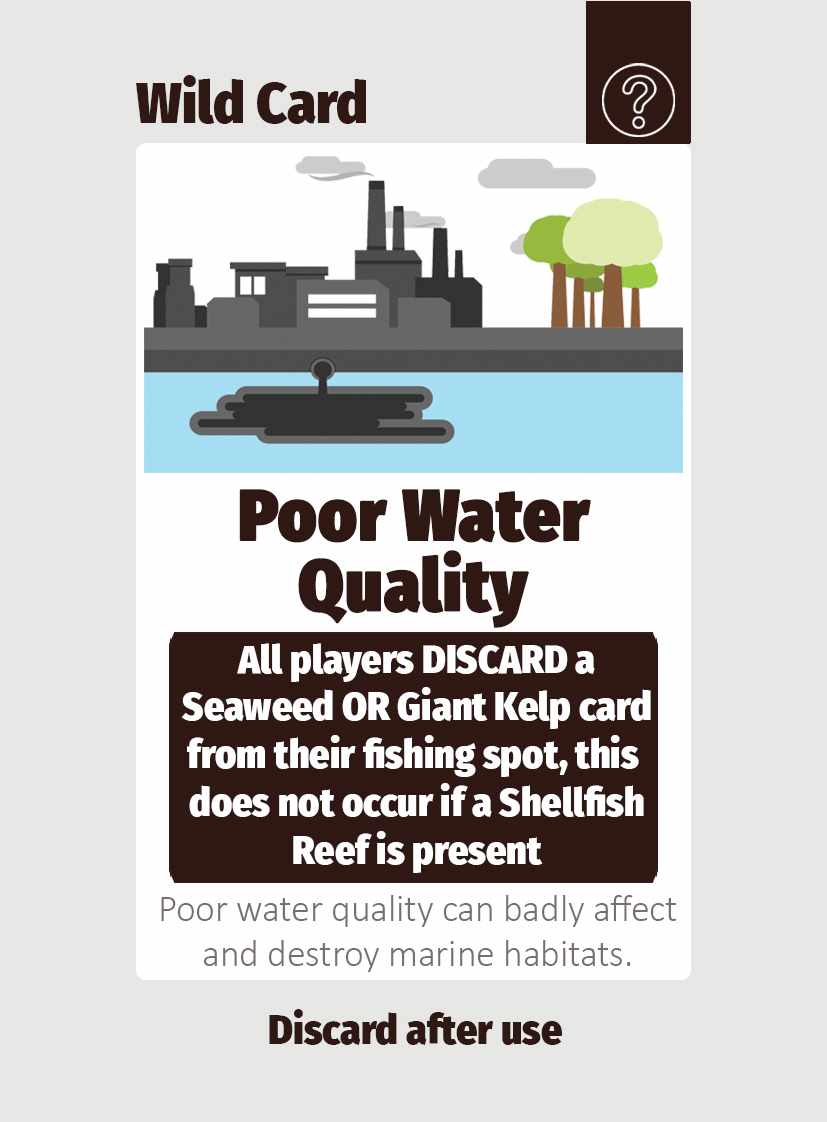 Wild Card
?
Poor Water
Quality
All players DISCARD a
Seaweed OR Giant Kelp card
from their fishing spot, this
does not occur if a Shellfish
Reef is present
Poor water quality can badly affect
and destroy marine habitats.
Discard after use